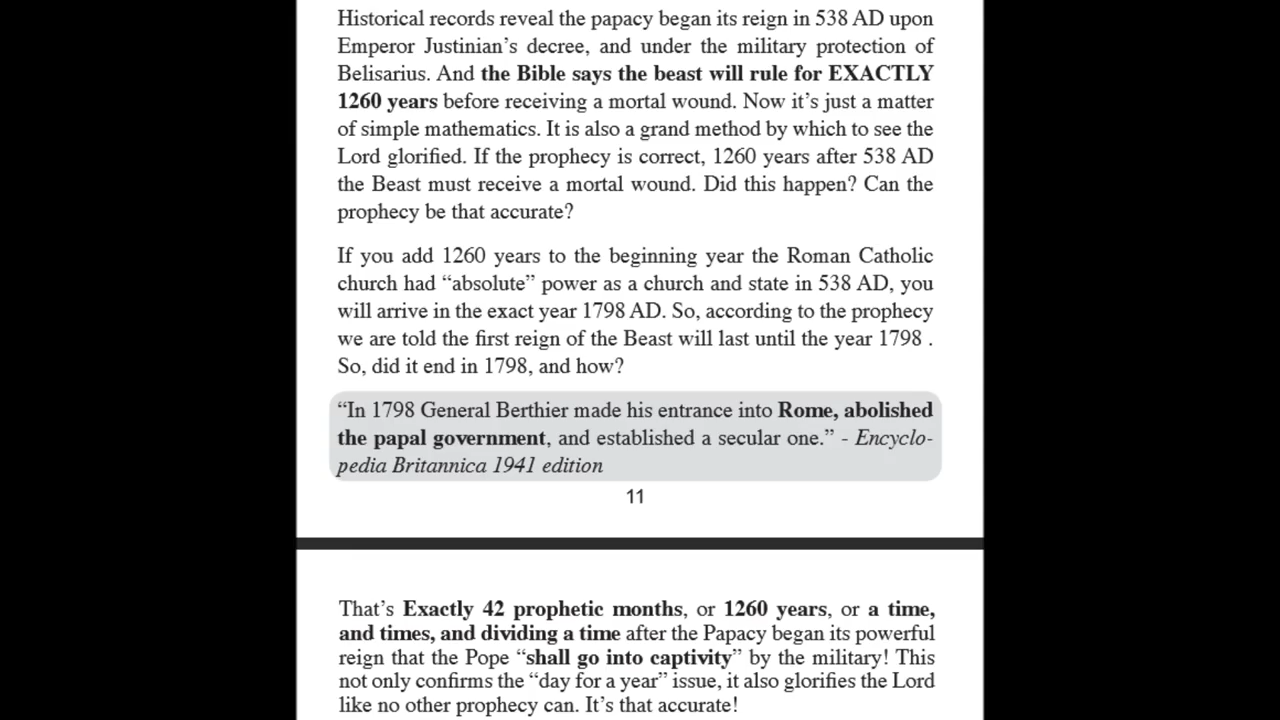 Historical records reveal the papacy began its reign in 538 AD upon
Emperor Justinian’s decree, and under the military protection of
Belisarius. And the Bible says the beast will rule for EXACTLY
1260 years before receiving a mortal wound. Now it’s just a matter
of simple mathematics. It is also a grand method by which to see the
Lord glorified. If the prophecy is correct, 1260 years after 538 AD
the Beast must receive a mortal wound. Did this happen? Can the
prophecy be that accurate?
If you add 1260 years to the beginning year the Roman Catholic
church had “absolute” power as a church and state in 538 AD, you
will arrive in the exact year 1798 AD. So, according to the prophecy
we are told the first reign of the Beast will last until the year 1798 .
So, did it end in 1798, and how?
“In 1798 General Berthier made his entrance into Rome, abolished
the papal government, and established a secular one.” - Encyclo-
pedia Britannica 1941 edition
11
That’s Exactly 42 prophetic months, or 1260 years, or a time,
and times, and dividing a time after the Papacy began its powerful
reign that the Pope “shall go into captivity” by the military! This
not only confirms the “day for a year” issue, it also glorifies the Lord
like no other prophecy can. It’s that accurate!